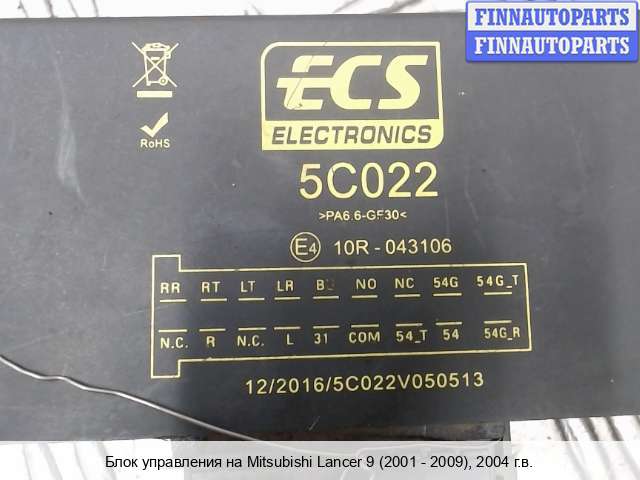 FINNAUTOPARTS
FINNAUTOPARTS
ECS
ELECTRONICS
RoHS
5C022
>PA6.6-GF30<
E4 10R - 043106
RR RT LT LR NO NC 54G 54G_T
N.C. R N.C. L 31 COM 54_T 54 54G_R
12/2016/5C022V050513
Блок управления на Mitsubishi Lancer 9 (2001 - 2009), 2004 г.в.